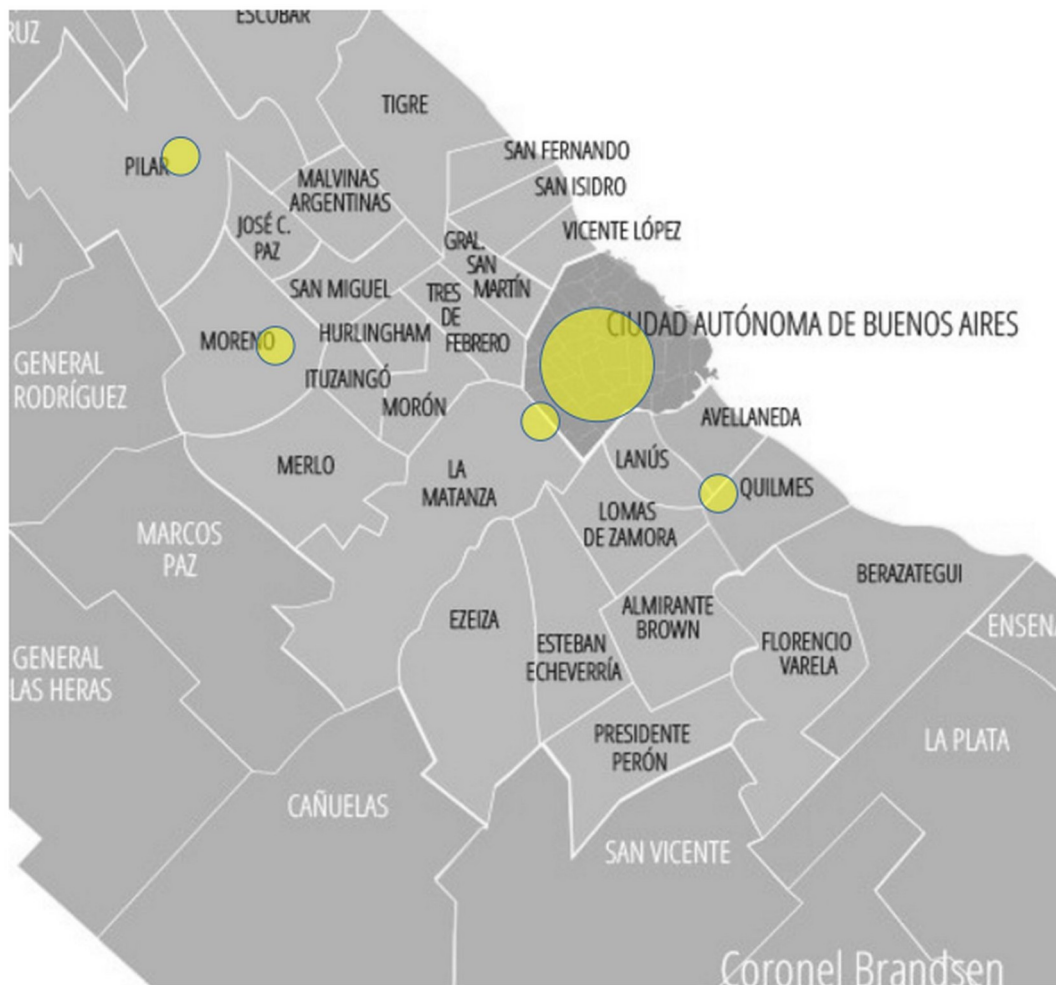 RUZ
ESCOBAR
TIGRE
SAN FERNANDO
PILAR
MALVINAS
ARGENTINAS
SAN ISIDRO
JOSÉ C.
PAZ
VICENTE LÓPEZ
GRAL.
SAN
MARTÍN
N
SAN MIGUEL
TRES
DE
FEBRERO
CIUDAD AUTÓNOMA DE BUENOS AIRES
HURLINGHAM
MORENO
GENERAL
RODRÍGUEZ
ITUZAINGÓ
MORÓN
AVELLANEDA
MERLO
LA
MATANZA
LANÚS
QUILMES
LOMAS
DE ZAMORA
MARCOS
PAZ
BERAZATEGUI
EZEIZA
ALMIRANTE
BROWN
ENSENA
ESTEBAN
ECHEVERRÍA
FLORENCIO
VARELA
GENERAL
LAS HERAS
PRESIDENTE
PERÓN
LA PLATA
CAÑUELAS
SAN VICENTE
Coronel Brandsen